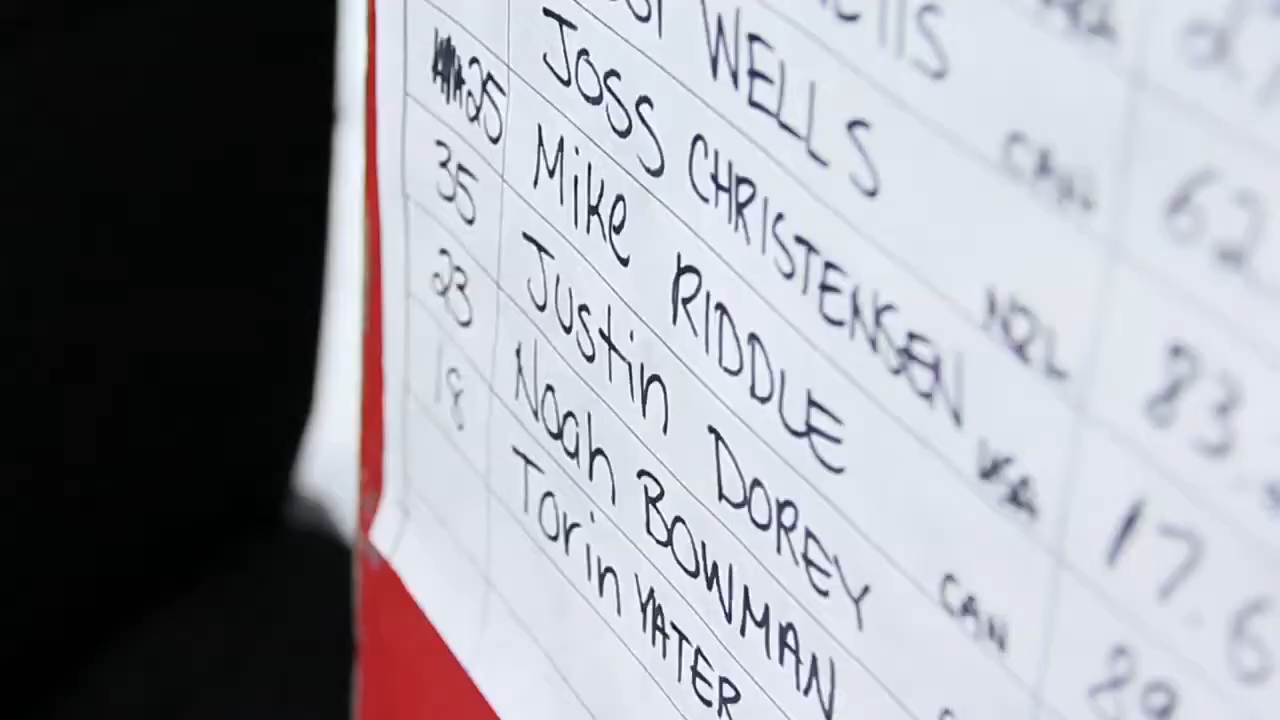 WELLS NZL 83
JOSS CHRISTENSEN USA 17.6
25 Mike RIDDLE CAN
35 Justin DOREY
23 Noah BOWMAN
18 Torin YATER
CAN 62